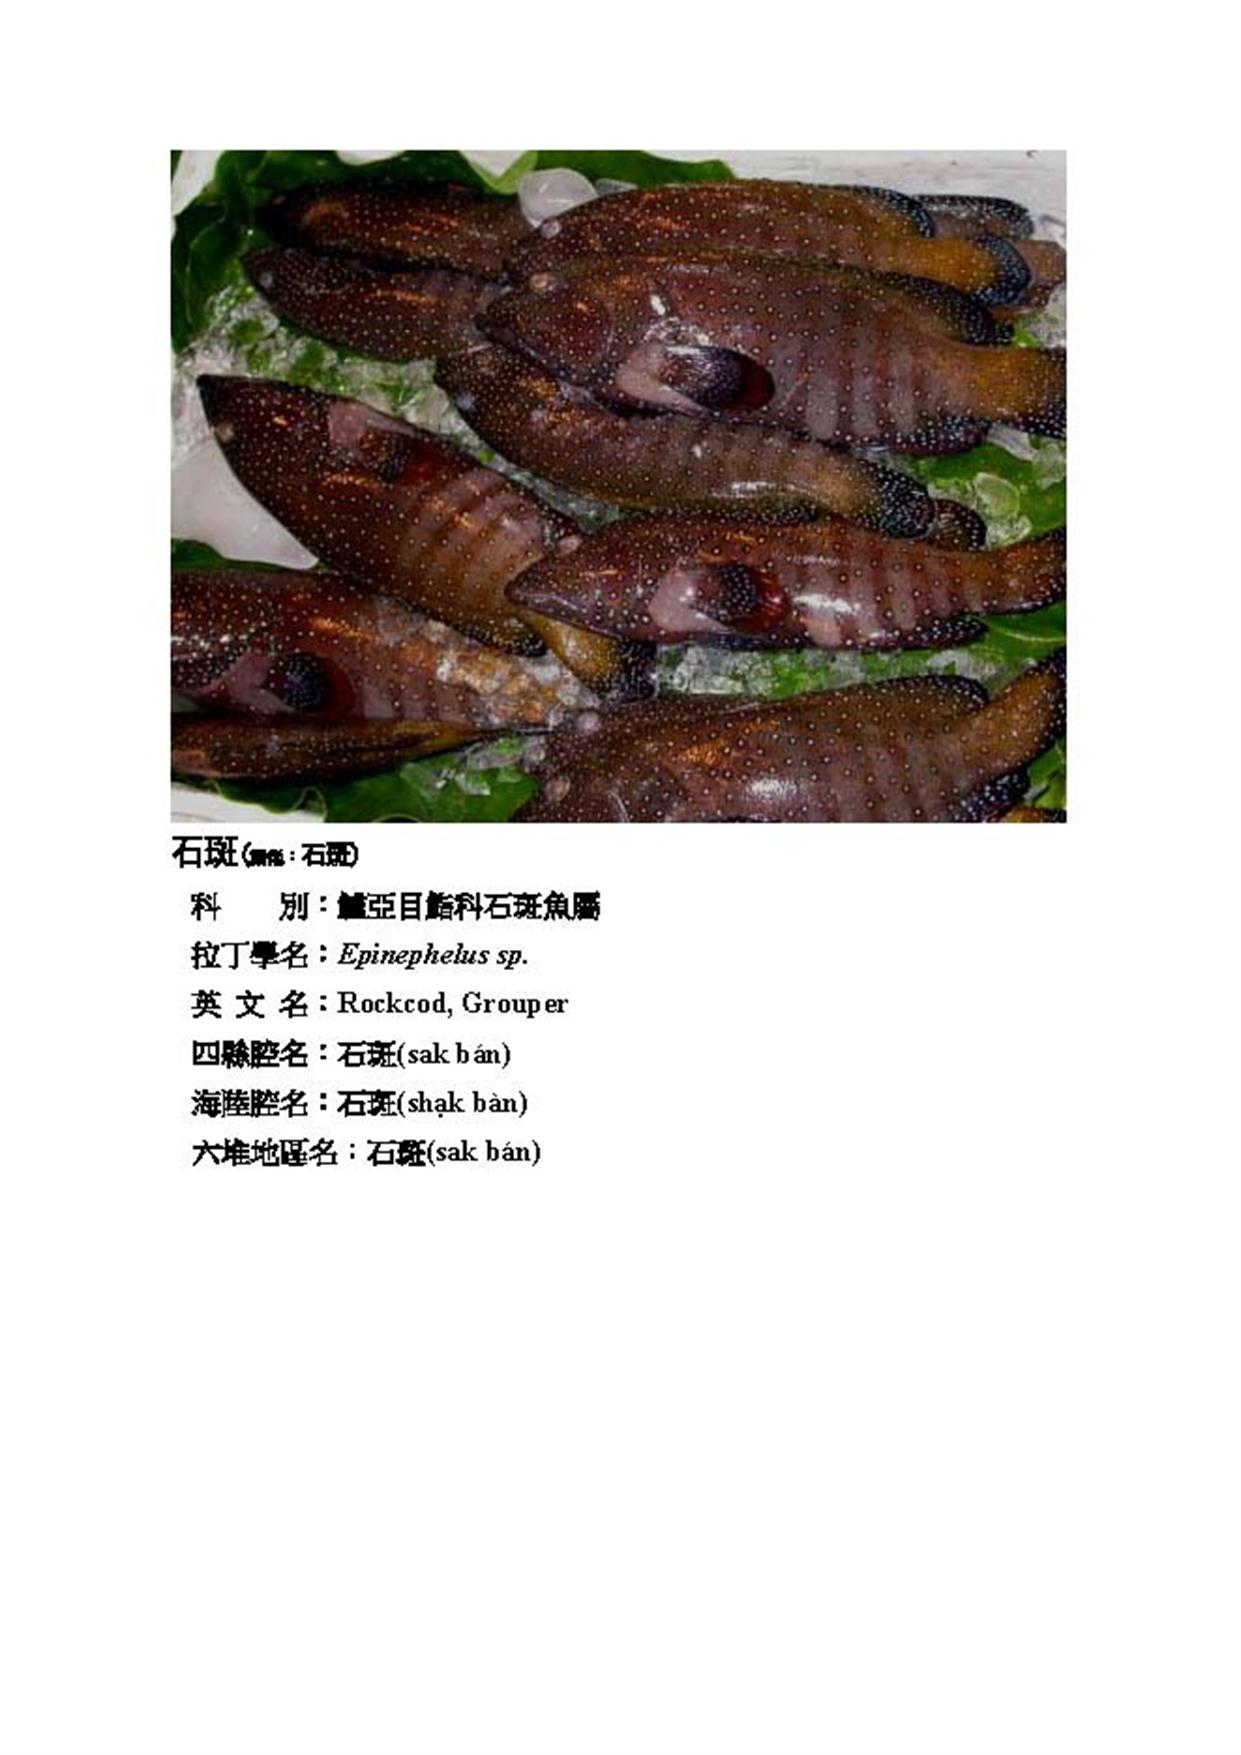 石斑(：石斑)
科　　別：鱸亞目鮨科石斑魚屬
拉丁學名：Epinephelus sp.
英 文 名：Rockcod, Grouper
四縣腔名：石斑(sak bán)
海陸腔名：石斑(shạk bàn)
六堆地區名：石斑(sak bán)